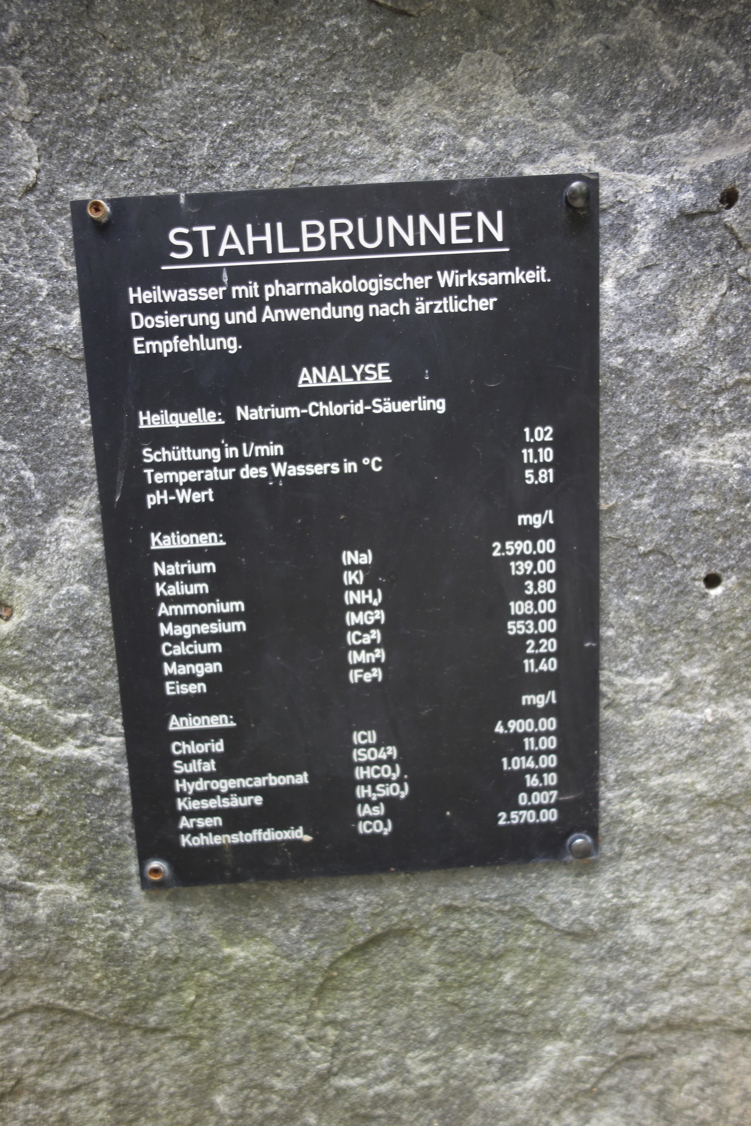 STAHLBRUNNEN
Heilwasser mit pharmakologischer Wirksamkeit.
Dosierung und Anwendung nach ärztlicher
Empfehlung.
ANALYSE
Heilquelle: Natrium-Chlorid-Säuerling
Schüttung in l/min 1,02
Temperatur des Wassers in °C 11,10
pH-Wert 5,81
mg/l
Kationen:
Natrium (Na) 2.590,00
Kalium (K) 139,00
Ammonium (NH₄) 3,80
Magnesium (MG²) 108,00
Calcium (Ca²) 553,00
Mangan (Mn²) 2,20
Eisen (Fe²) 11,40
mg/l
Anionen:
Chlorid (Cl) 4.900,00
Sulfat (SO4²) 11,00
Hydrogencarbonat (HCO₃) 1.014,00
Kieselsäure (H₂SiO₃) 16,10
Arsen (As) 0,007
Kohlenstoffdioxid (CO₂) 2.570,00